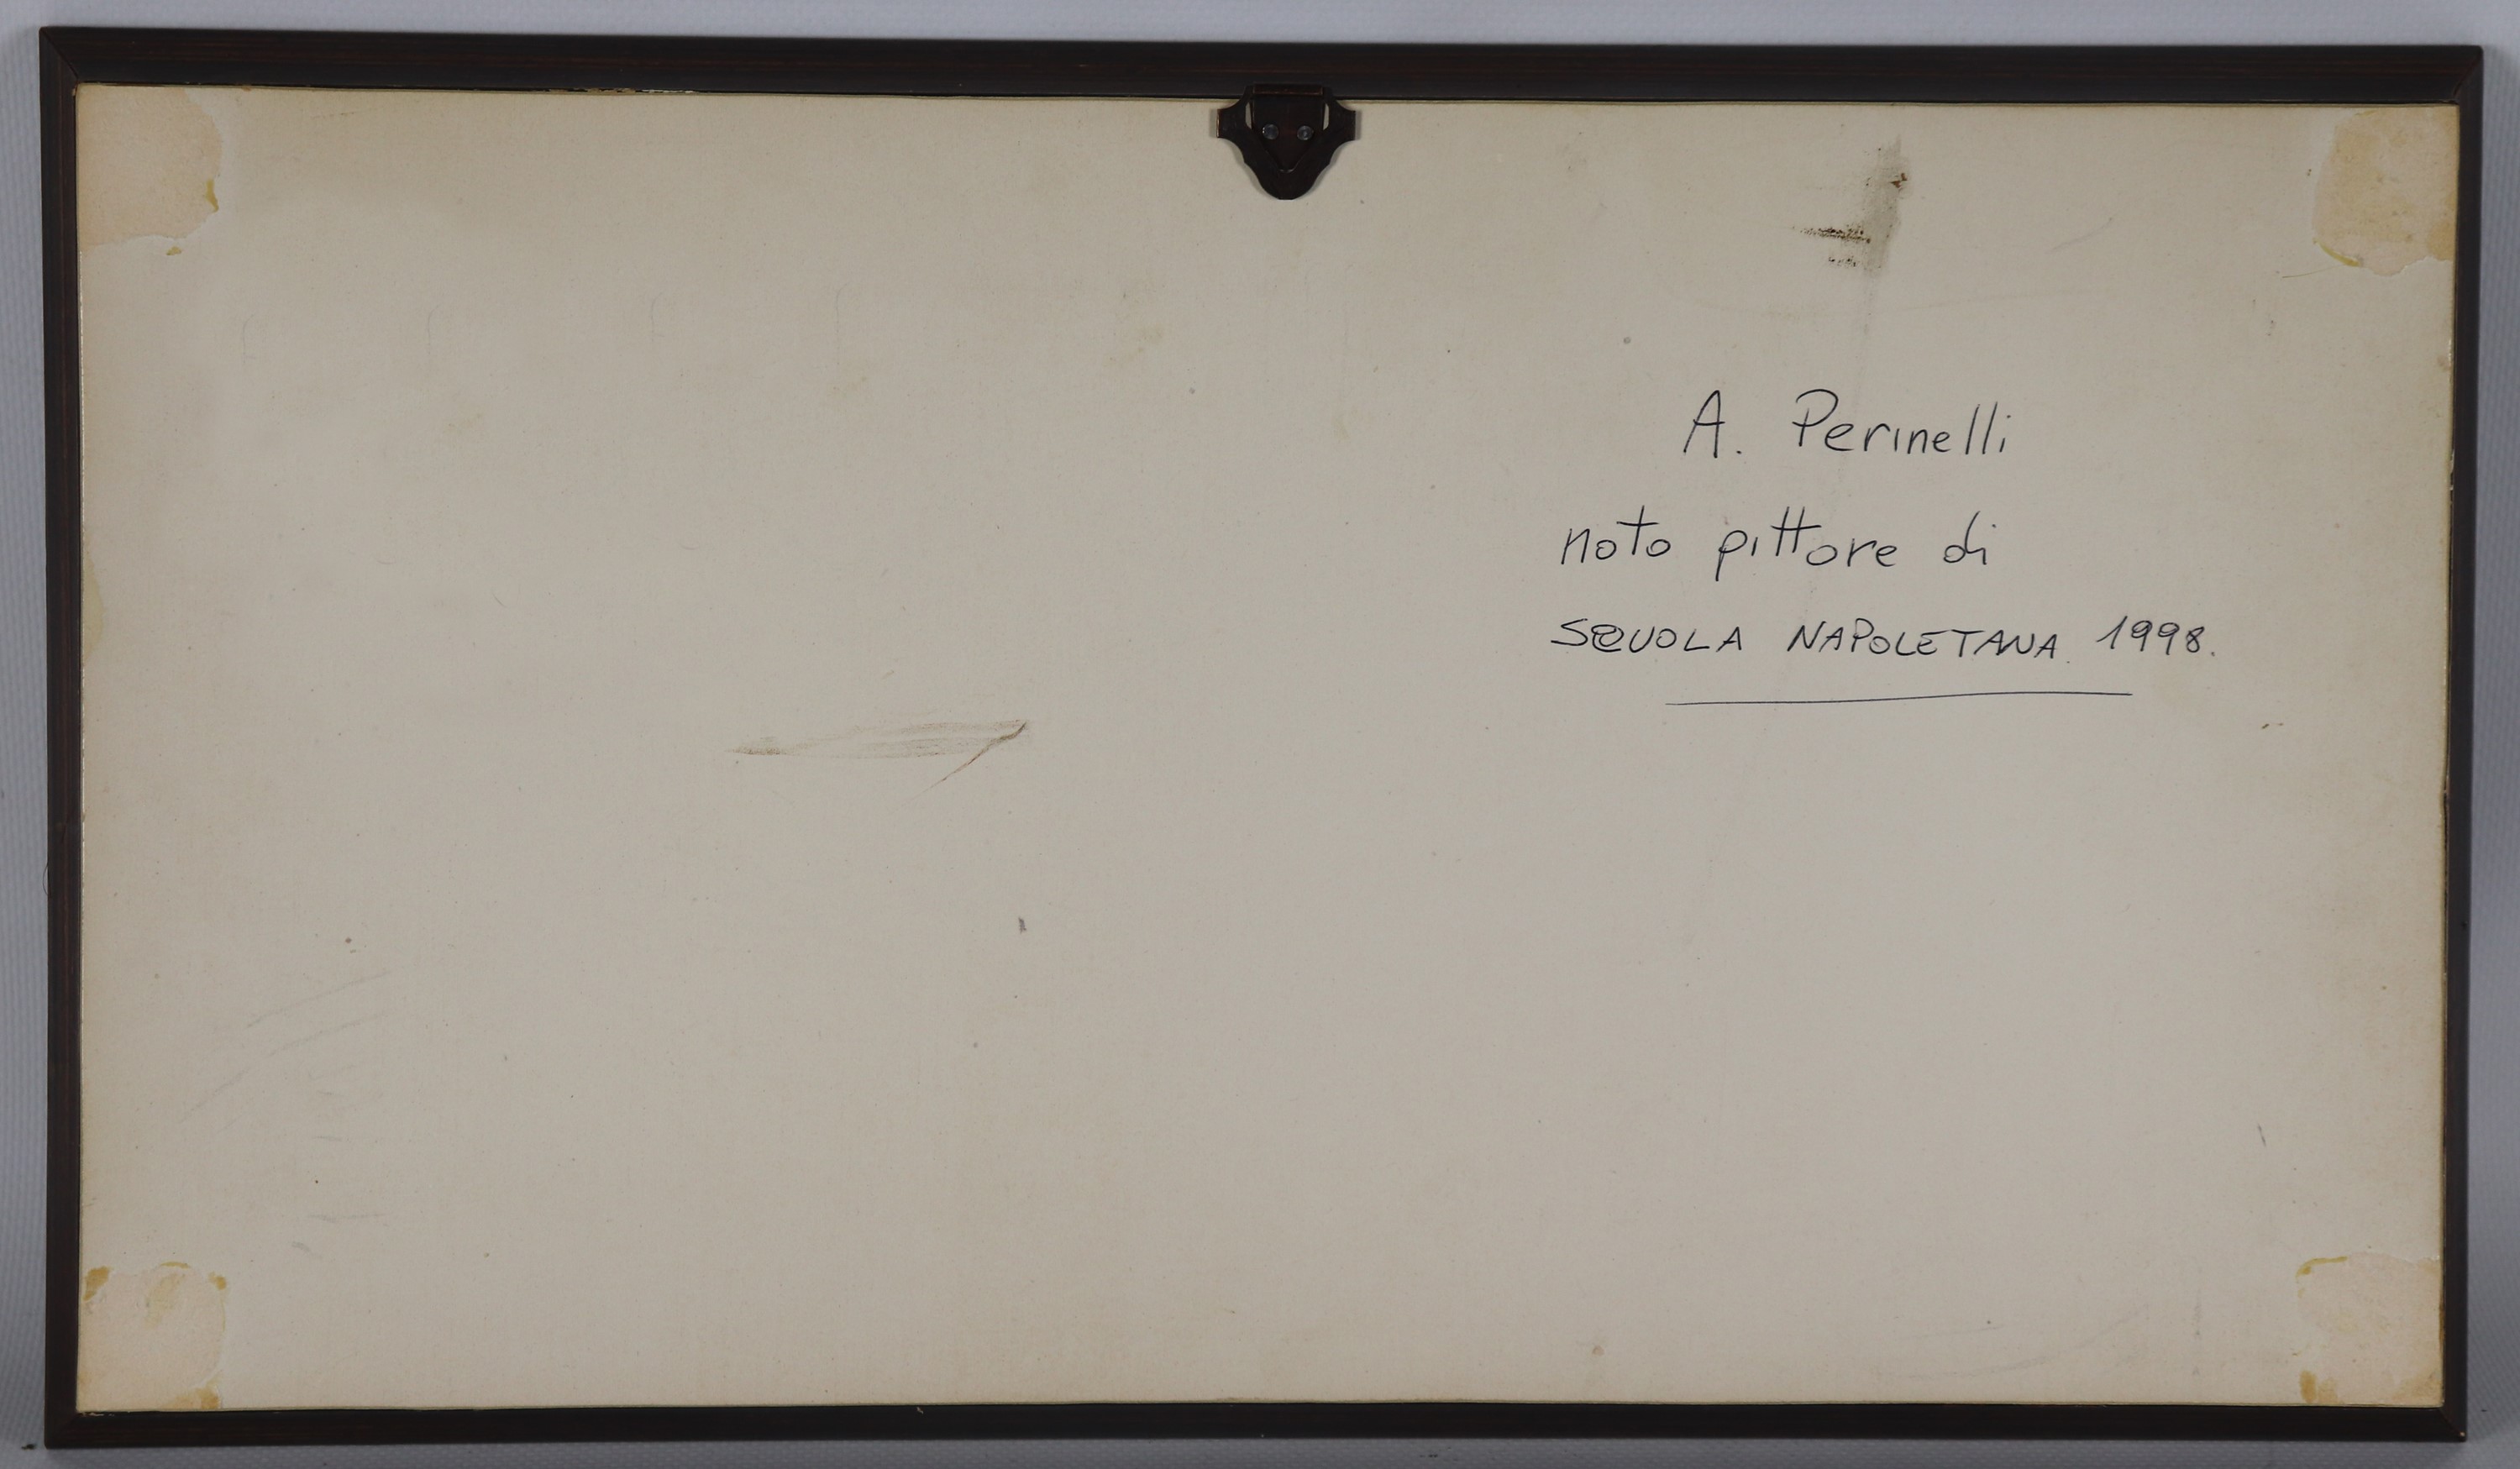 A. Perinelli
noto pittore di
SCUOLA NAPOLETANA 1998.